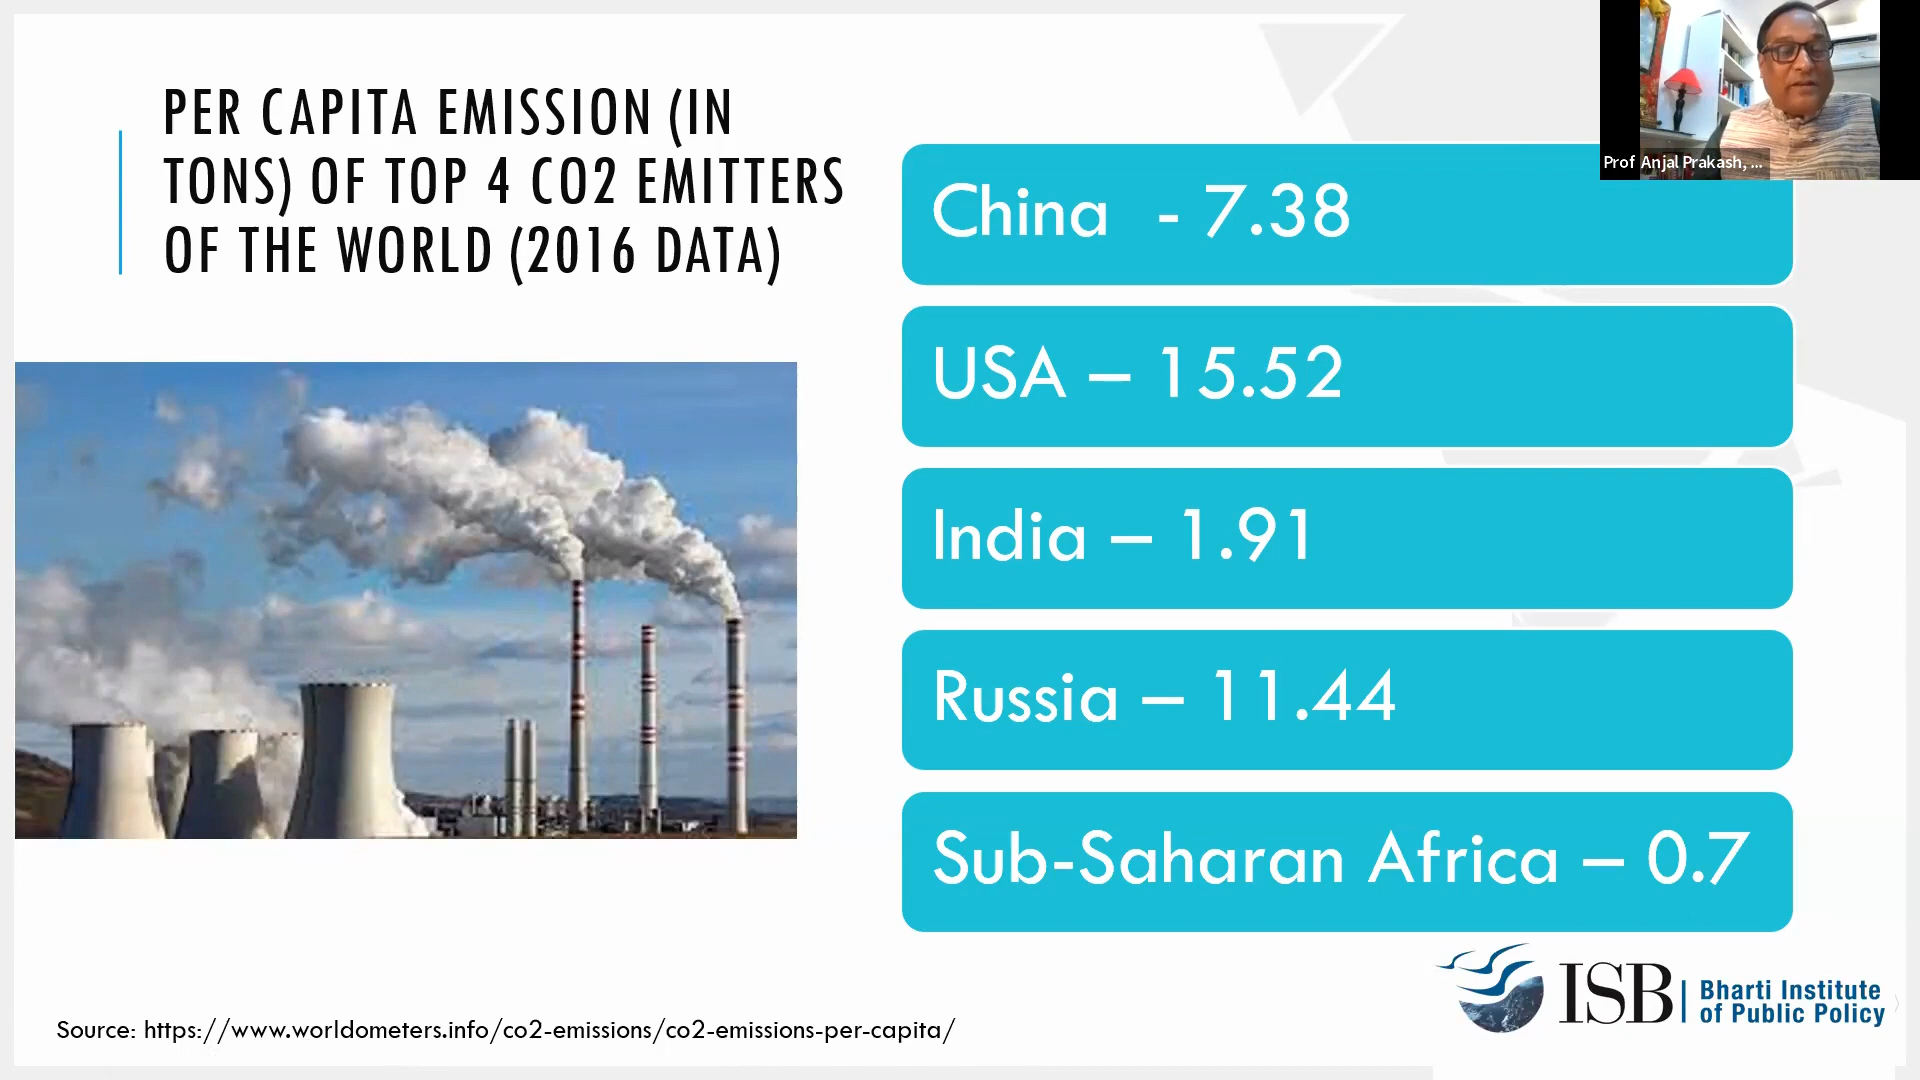 PER CAPITA EMISSION (IN
TONS) OF TOP 4 CO2 EMITTERS
OF THE WORLD (2016 DATA)
China - 7.38
USA – 15.52
India – 1.91
Russia – 11.44
Sub-Saharan Africa – 0.7
Prof Anjal Prakash, ...
Source: https://www.worldometers.info/co2-emissions/co2-emissions-per-capita/
ISB
Bharti Institute
of Public Policy